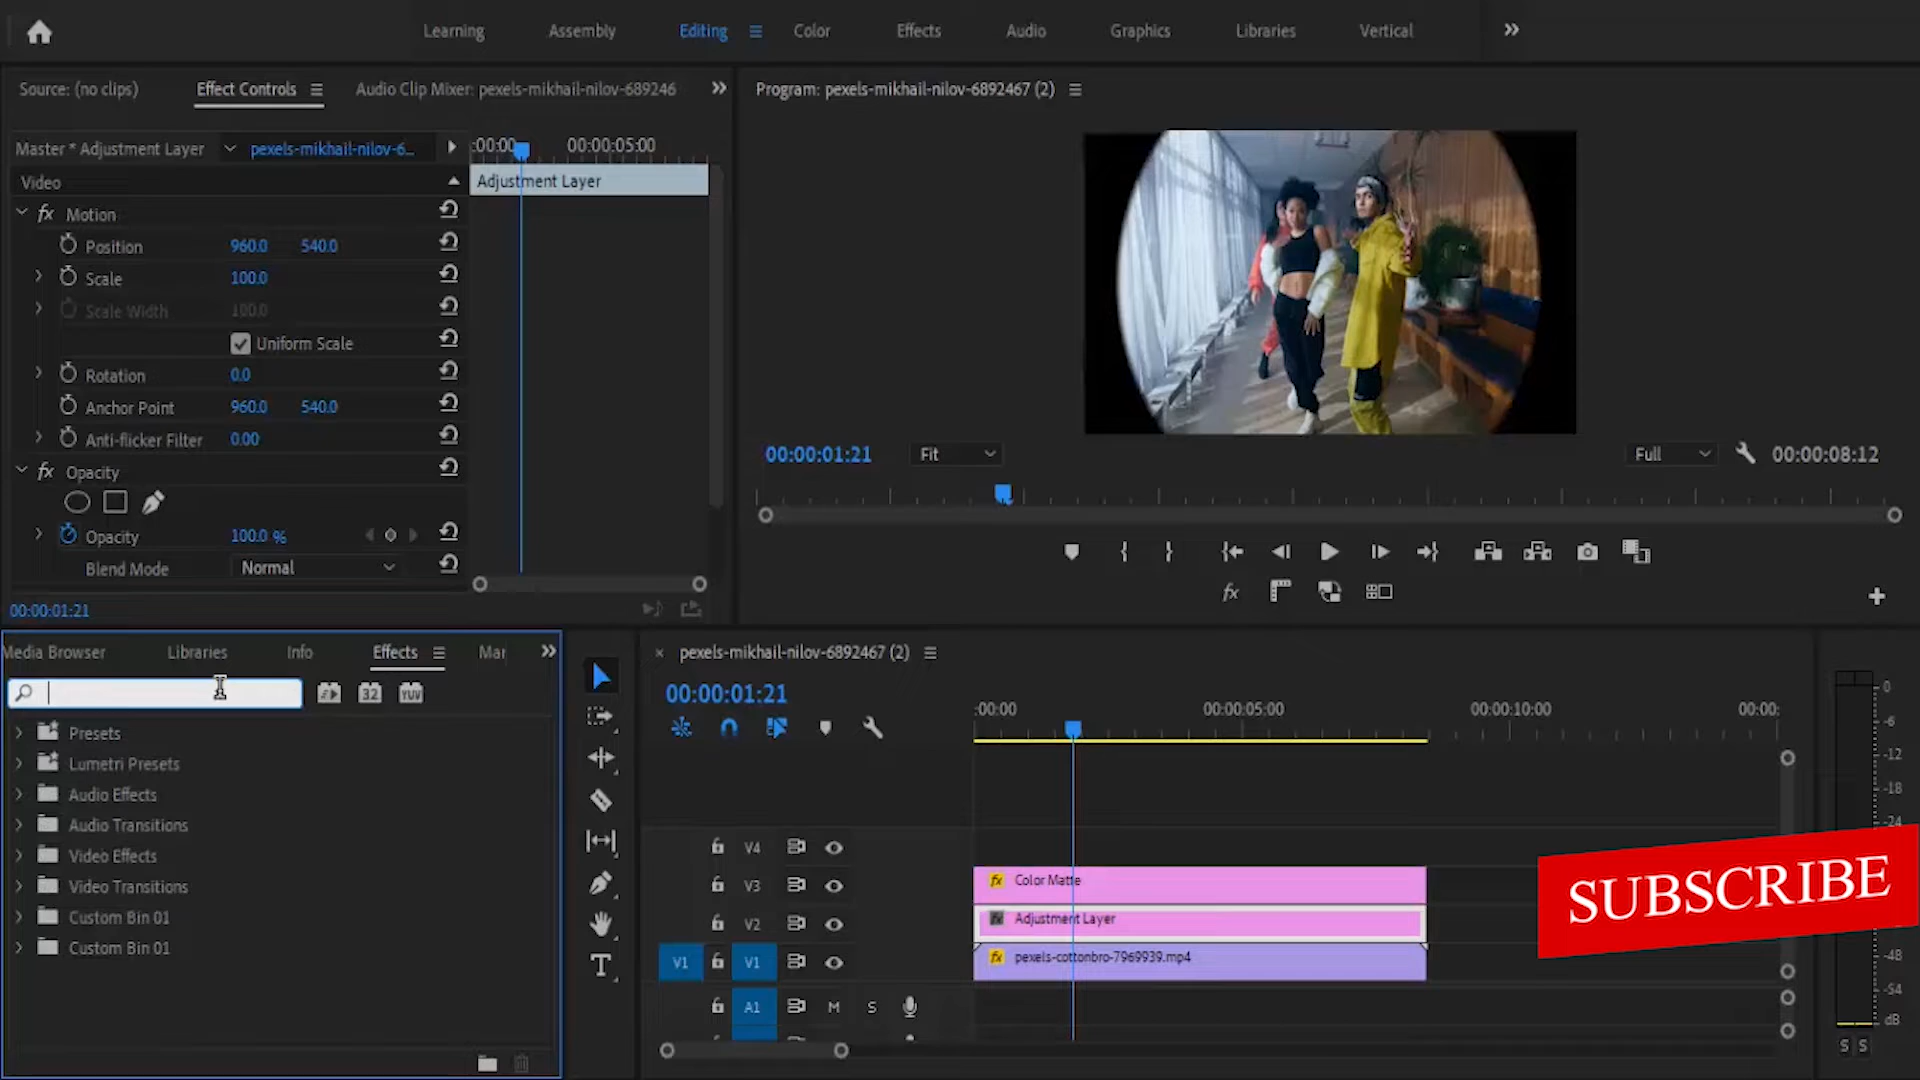 Learning Assembly Editing Color Effects Audio Graphics Libraries Vertical
Source: (no clips) Effect Controls Audio Clip Mixer: pexels-mikhail-nilov-689246
Program: pexels-mikhail-nilov-6892467 (2)
Master * Adjustment Layer pexels-mikhail-nilov-6...
:00:00 00:00:05:00
Video
Adjustment Layer
fx Motion
Position 960.0 540.0
Scale 100.0
Scale Width 100.0
Uniform Scale
Rotation 0.0
Anchor Point 960.0 540.0
Anti-flicker Filter 0.00
fx Opacity
Opacity 100.0 %
Blend Mode Normal
00:00:01:21
00:00:01:21 Fit Full 00:00:08:12
fx
Media Browser Libraries Info Effects Mar
32 YUV
Presets
Lumetri Presets
Audio Effects
Audio Transitions
Video Effects
Video Transitions
Custom Bin 01
Custom Bin 01
T
× pexels-mikhail-nilov-6892467 (2)
00:00:01:21
:00:00 00:00:05:00 00:00:10:00 00:00:
V4
V3 fx Color Matte
V2 fx Adjustment Layer
V1 V1 fx pexels-cottonbro-7969939.mp4
A1 M S
SUBSCRIBE
0
-6
-12
-18
-24
-48
-54
dB
S S